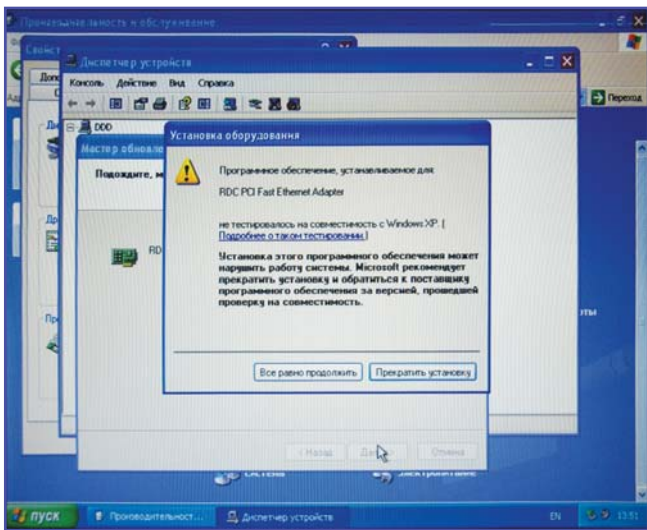 Производительность и обслуживание
Свойст
Диспетчер устройств
Консоль Действие Вид Справка
Переход
DDD
Установка оборудования
Мастер обновле
Подождите, м
Программное обеспечение, устанавливаемое для:
RDC PCI Fast Ethernet Adapter
не тестировалось на совместимость с Windows XP. (
Подробнее о таком тестировании.)
RD
Установка этого программного обеспечения может
нарушить работу системы. Microsoft рекомендует
прекратить установку и обратиться к поставщику
программного обеспечения за версией, прошедшей
проверку на совместимость.
Все равно продолжить
Прекратить установку
< Назад
Отмена
пуск
Производительност...
Диспетчер устройств
EN
13:51